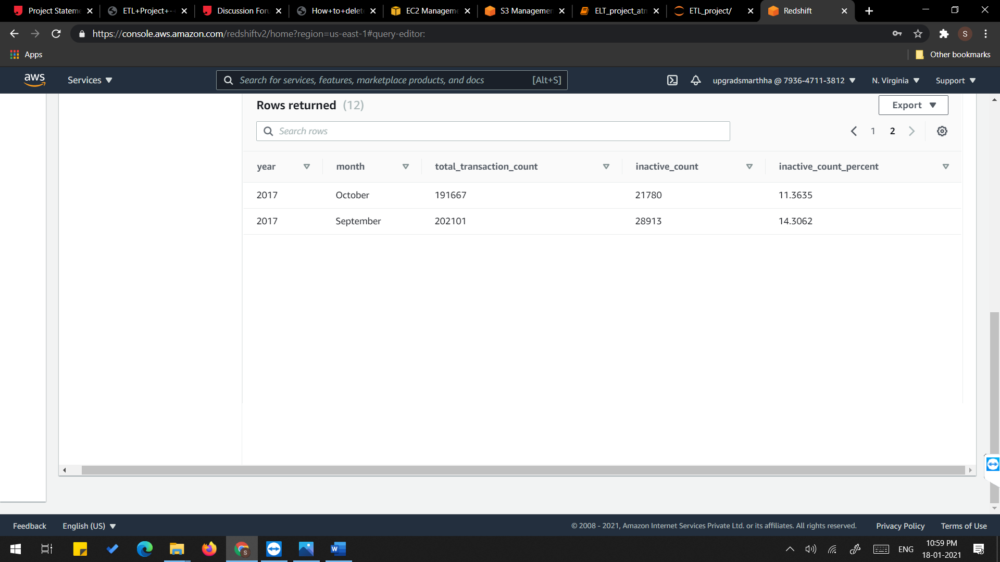 Project Stateme
ETL+Project+-+
Discussion Foru
How+to+delet
EC2 Manageme
S3 Managemen
ELT_project_atm
ETL_project/
Redshift
https://console.aws.amazon.com/redshiftv2/home?region=us-east-1#query-editor:
S
Apps
Other bookmarks
aws
Services
Search for services, features, marketplace products, and docs [Alt+S]
upgradsmarthha @ 7936-4711-3812
N. Virginia
Support
Rows returned (12)
Export
Search rows
1 2
year month total_transaction_count inactive_count inactive_count_percent
2017 October 191667 21780 11.3635
2017 September 202101 28913 14.3062
Feedback English (US)
© 2008 - 2021, Amazon Internet Services Private Ltd. or its affiliates. All rights reserved. Privacy Policy Terms of Use
S
W
ENG
10:59 PM
18-01-2021